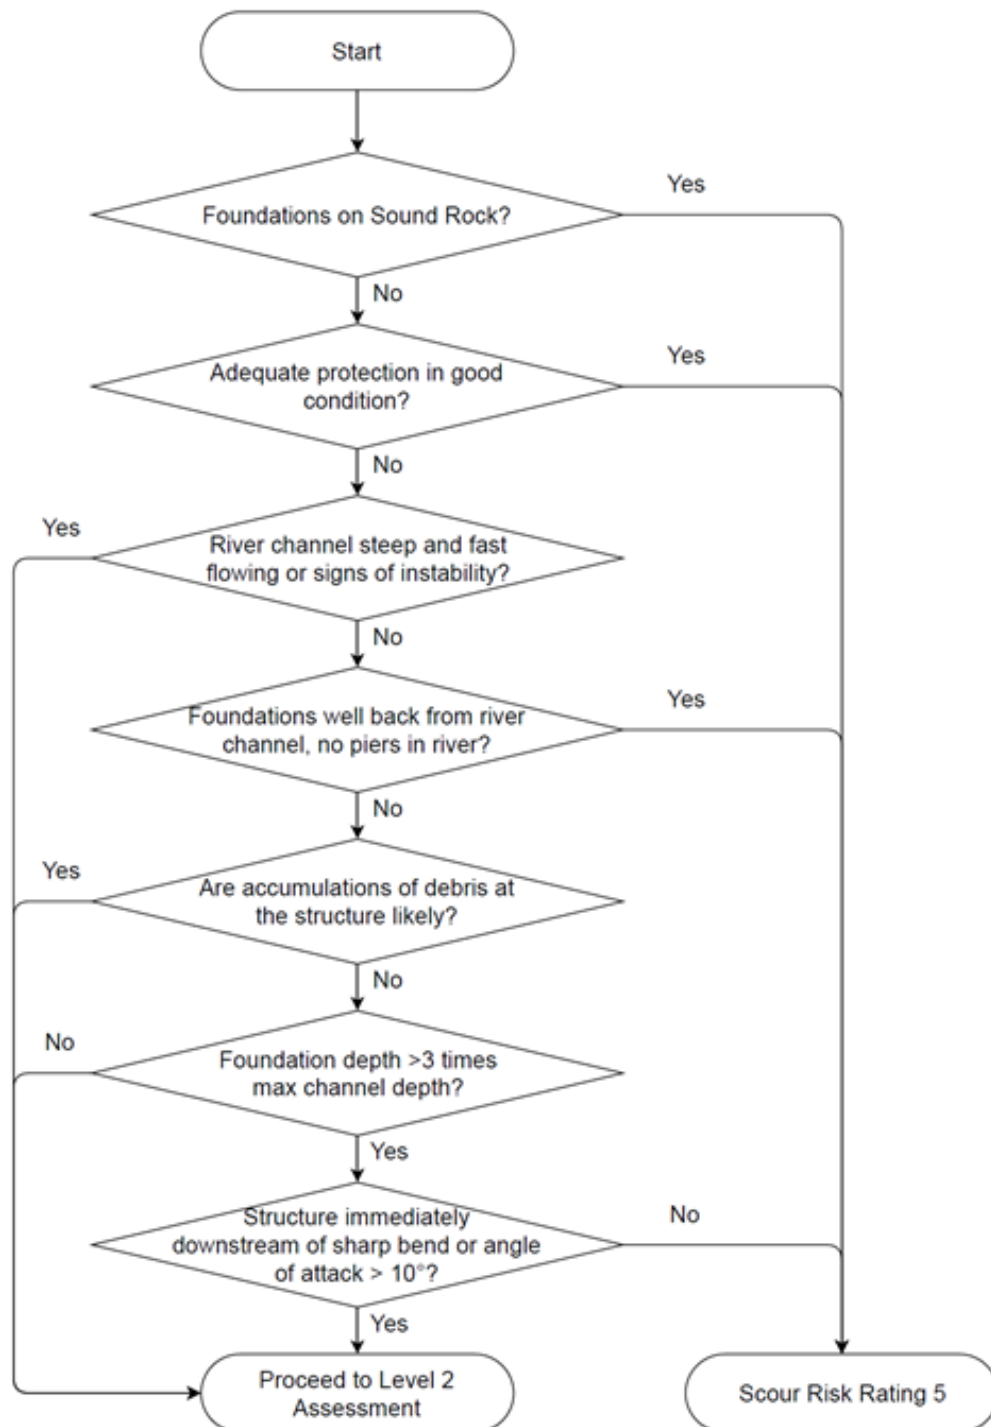 Start
Yes
Foundations on Sound Rock?
No
Yes
Adequate protection in good
condition?
No
Yes
River channel steep and fast
flowing or signs of instability?
No
Yes
Foundations well back from river
channel, no piers in river?
No
Yes
Are accumulations of debris at
the structure likely?
No
No
Foundation depth >3 times
max channel depth?
Yes
No
Structure immediately
downstream of sharp bend or angle
of attack > 10°?
Yes
Proceed to Level 2
Assessment
Scour Risk Rating 5